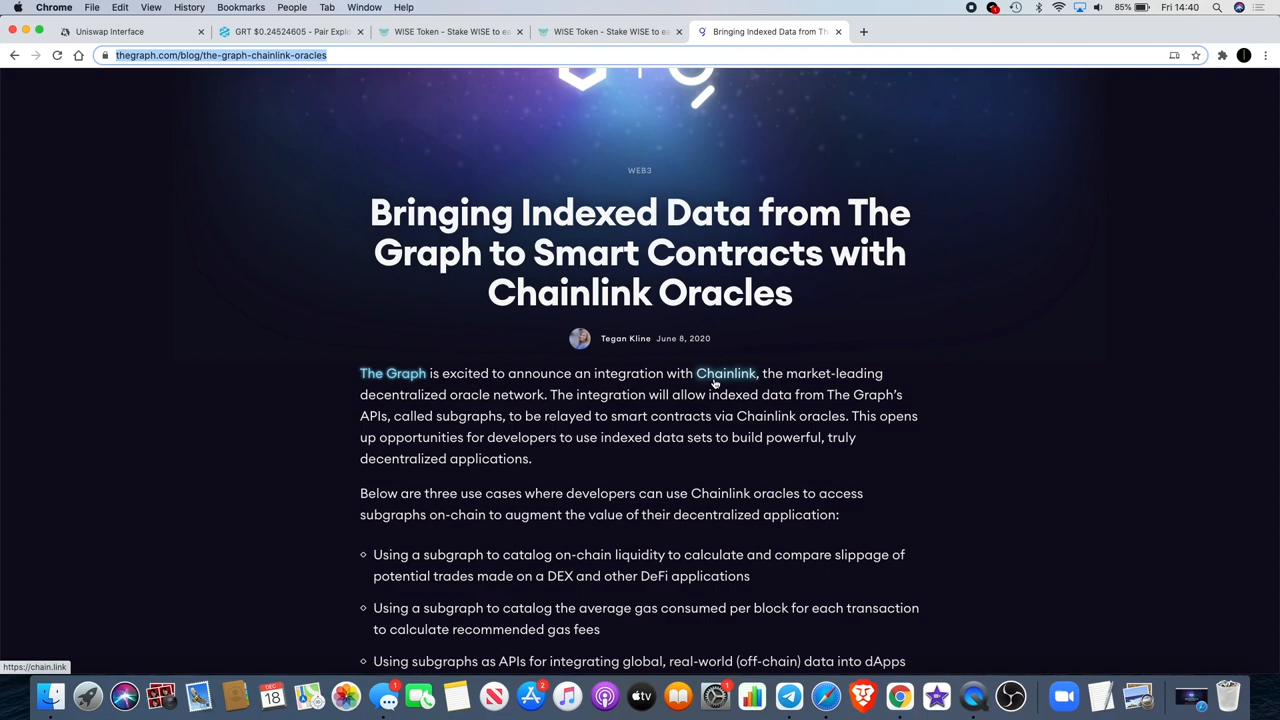 Chrome File Edit View History Bookmarks People Tab Window Help
85% Fri 14:40
Uniswap Interface
GRT $0.24524605 - Pair Explo
WISE Token - Stake WISE to ea
WISE Token - Stake WISE to ea
Bringing Indexed Data from Th
thegraph.com/blog/the-graph-chainlink-oracles
WEB3
Bringing Indexed Data from The
Graph to Smart Contracts with
Chainlink Oracles
Tegan Kline June 8, 2020
The Graph is excited to announce an integration with Chainlink, the market-leading
decentralized oracle network. The integration will allow indexed data from The Graph's
APIs, called subgraphs, to be relayed to smart contracts via Chainlink oracles. This opens
up opportunities for developers to use indexed data sets to build powerful, truly
decentralized applications.
Below are three use cases where developers can use Chainlink oracles to access
subgraphs on-chain to augment the value of their decentralized application:
Using a subgraph to catalog on-chain liquidity to calculate and compare slippage of
potential trades made on a DEX and other DeFi applications
Using a subgraph to catalog the average gas consumed per block for each transaction
to calculate recommended gas fees
Using subgraphs as APIs for integrating global, real-world (off-chain) data into dApps
https://chain.link
DEC
18
1
2
1
tv